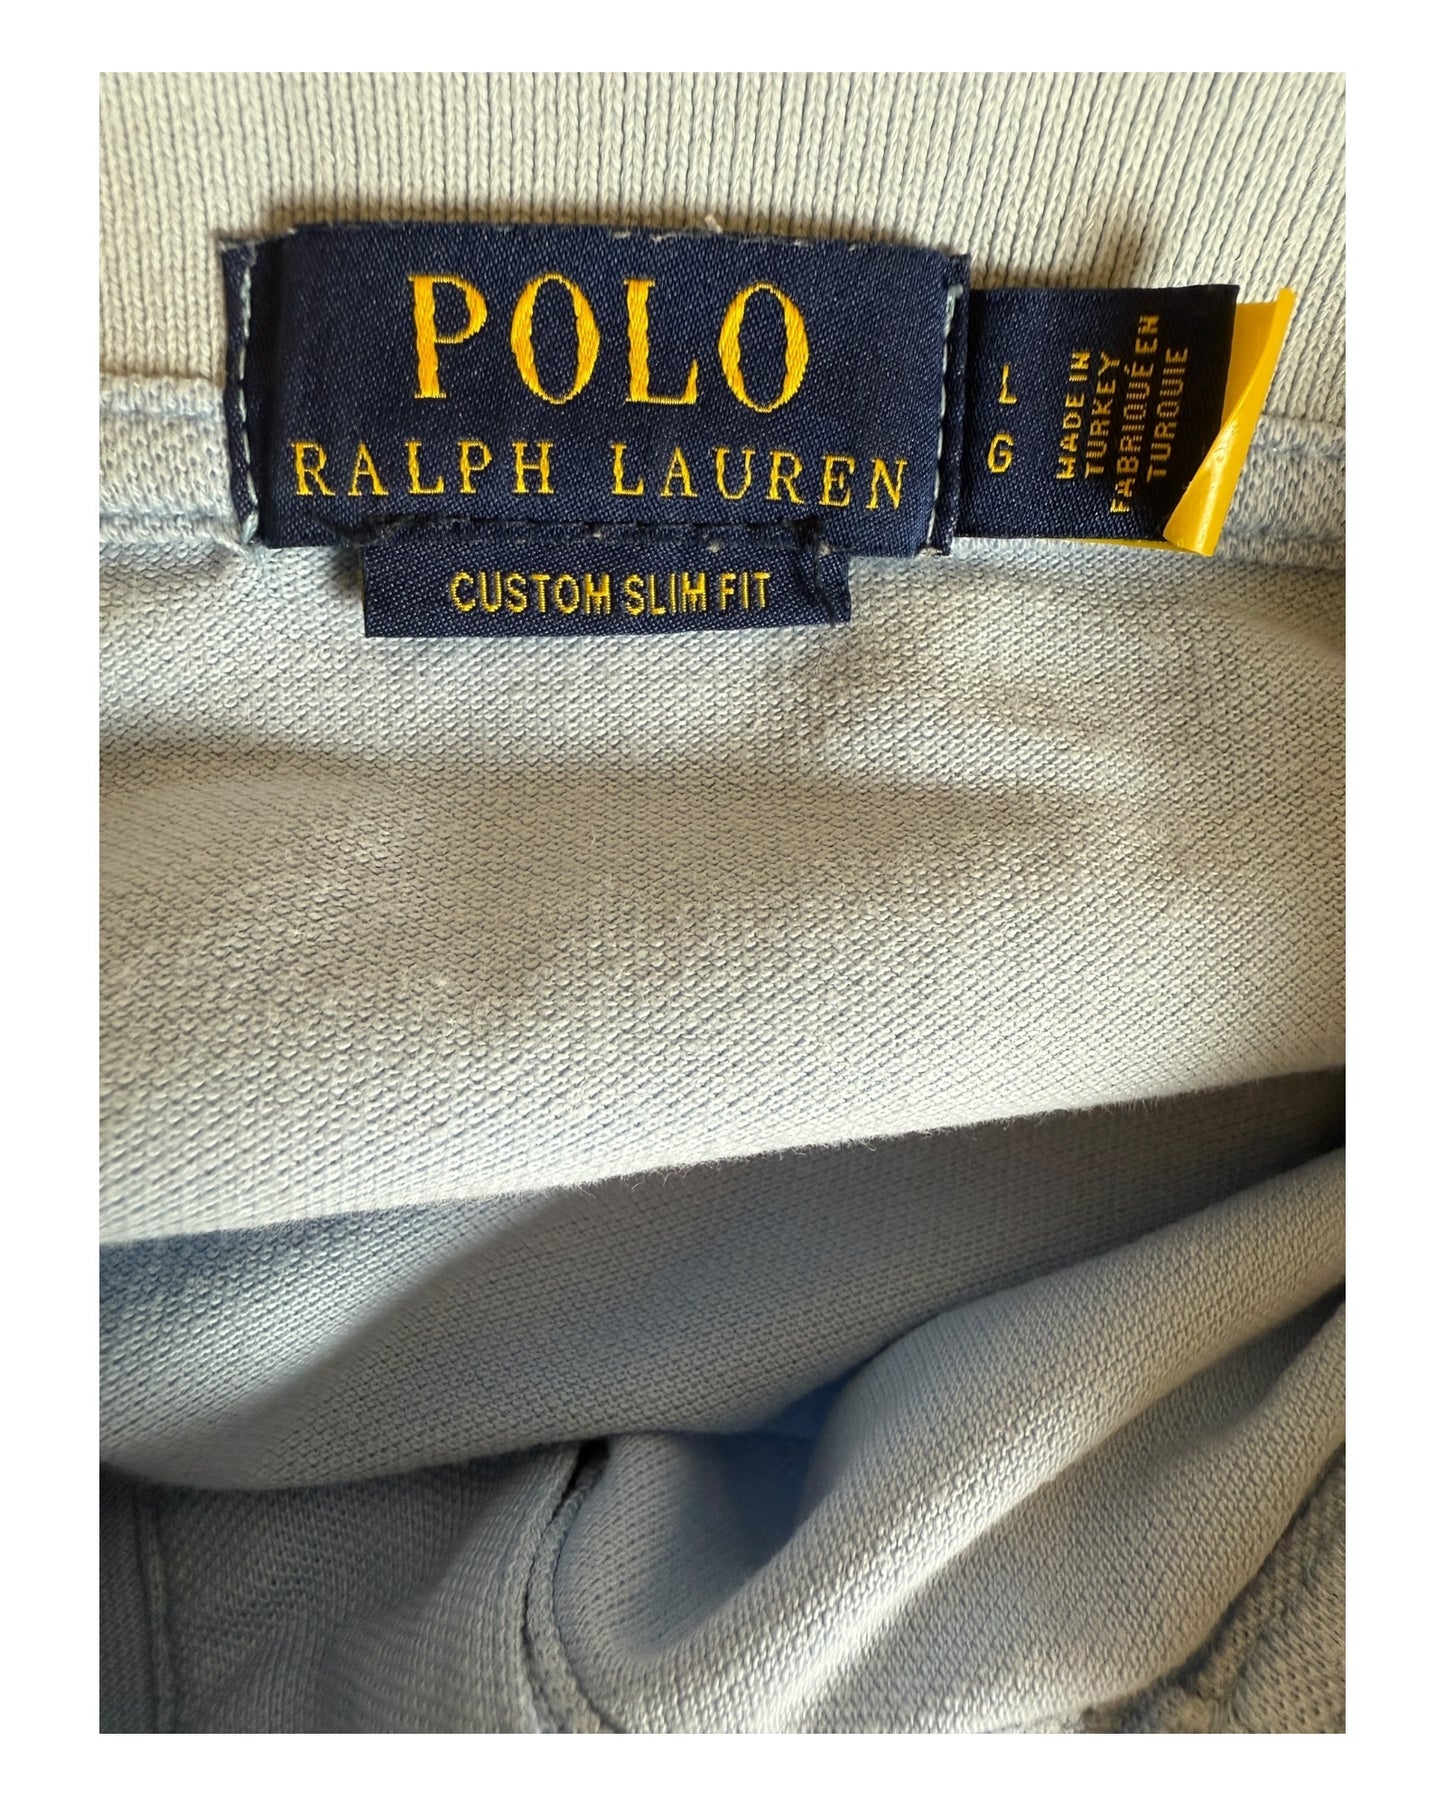 POLO
RALPH LAUREN
CUSTOM SLIM FIT
L
G
MADE IN
TURKEY
FABRIQUÉ EN
TURQUIE